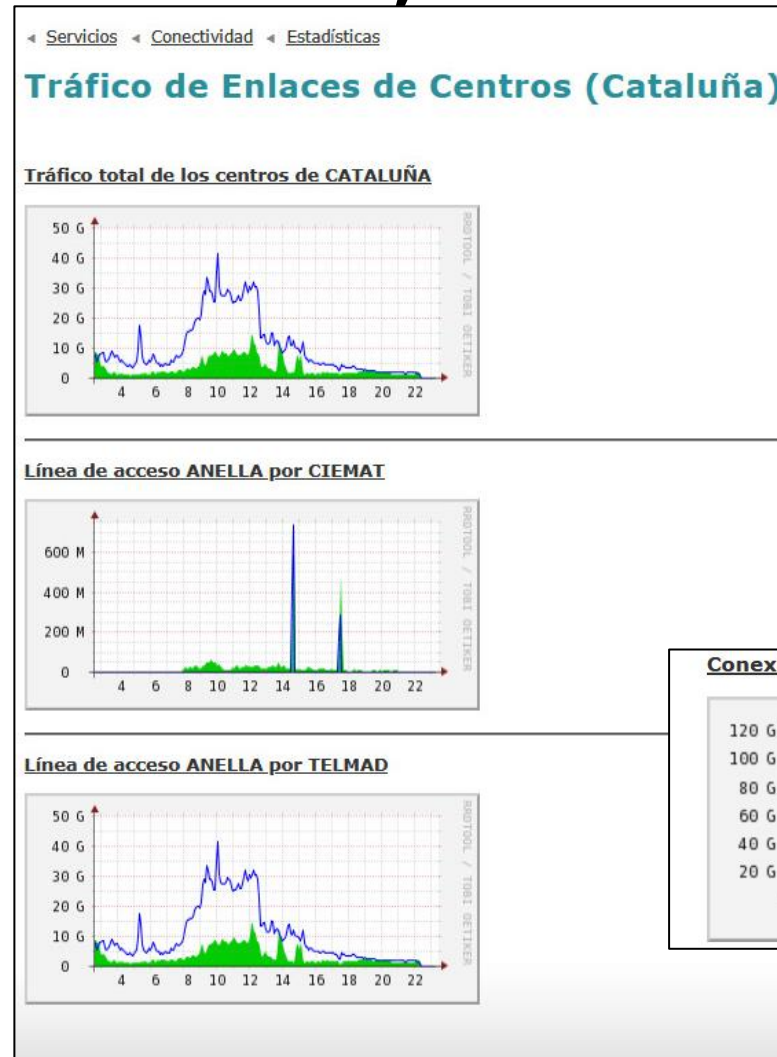 Servicios Conectividad Estadísticas
Tráfico de Enlaces de Centros (Cataluña)
Tráfico total de los centros de CATALUÑA
50 G
40 G
30 G
20 G
10 G
0
4 6 8 10 12 14 16 18 20 22
RRDTOOL / TOBI OETIKER
Línea de acceso ANELLA por CIEMAT
600 M
400 M
200 M
0
4 6 8 10 12 14 16 18 20 22
RRDTOOL / TOBI OETIKER
Línea de acceso ANELLA por TELMAD
50 G
40 G
30 G
20 G
10 G
0
4 6 8 10 12 14 16 18 20 22
RRDTOOL / TOBI OETIKER
Conex
120 G
100 G
80 G
60 G
40 G
20 G